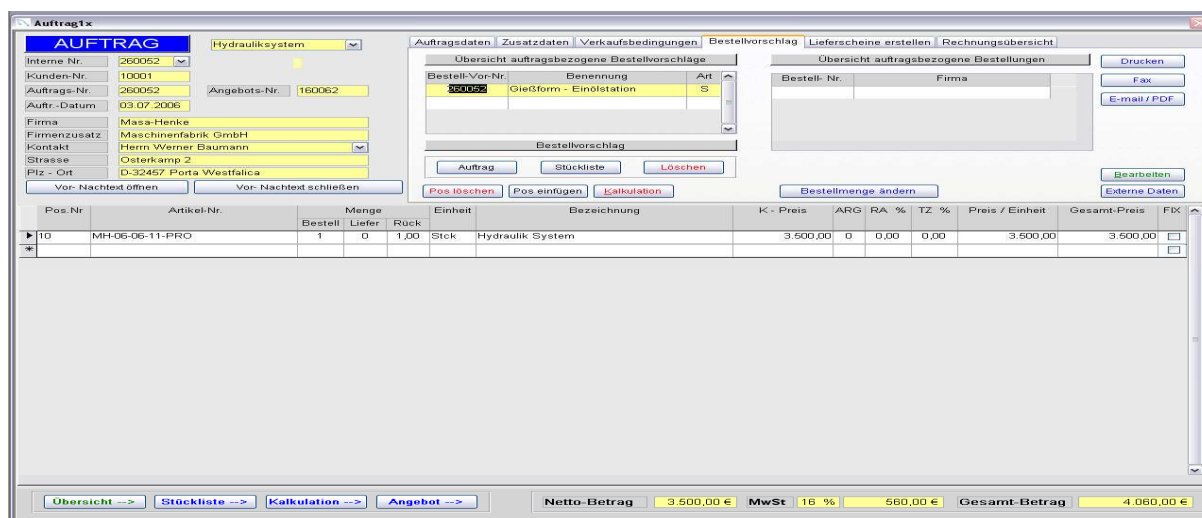 Auftrag1x
AUFTRAG Hydrauliksystem
Interne Nr. 260052
Kunden-Nr. 10001
Auftrags-Nr. 260052 Angebots-Nr. 160062
Auftr.-Datum 03.07.2006
Firma Masa-Henke
Firmenzusatz Maschinenfabrik GmbH
Kontakt Herrn Werner Baumann
Strasse Osterkamp 2
Plz - Ort D-32457 Porta Westfalica
Vor- Nachtext öffnen Vor- Nachtext schließen
Auftragsdaten Zusatzdaten Verkaufsbedingungen Bestellvorschlag Lieferscheine erstellen Rechnungsübersicht
Übersicht auftragsbezogene Bestellvorschläge
Bestell-Vor-Nr. Benennung Art
260052 Gießform - Einölstation S
Bestellvorschlag
Auftrag Stückliste Löschen
Pos löschen Pos einfügen Kalkulation
Übersicht auftragsbezogene Bestellungen
Bestell- Nr. Firma
Bestellmenge ändern
Drucken
Fax
E-mail / PDF
Bearbeiten
Externe Daten
Pos.Nr Artikel-Nr. Menge Einheit Bezeichnung K - Preis ARG RA % TZ % Preis / Einheit Gesamt-Preis FIX
Bestell Liefer Rück
10 MH-06-06-11-PRO 1 0 1,00 Stck Hydraulik System 3.500,00 0 0,00 0,00 3.500,00 3.500,00
Übersicht --> Stückliste --> Kalkulation --> Angebot --> Netto-Betrag 3.500,00 € MwSt 16 % 560,00 € Gesamt-Betrag 4.060,00 €